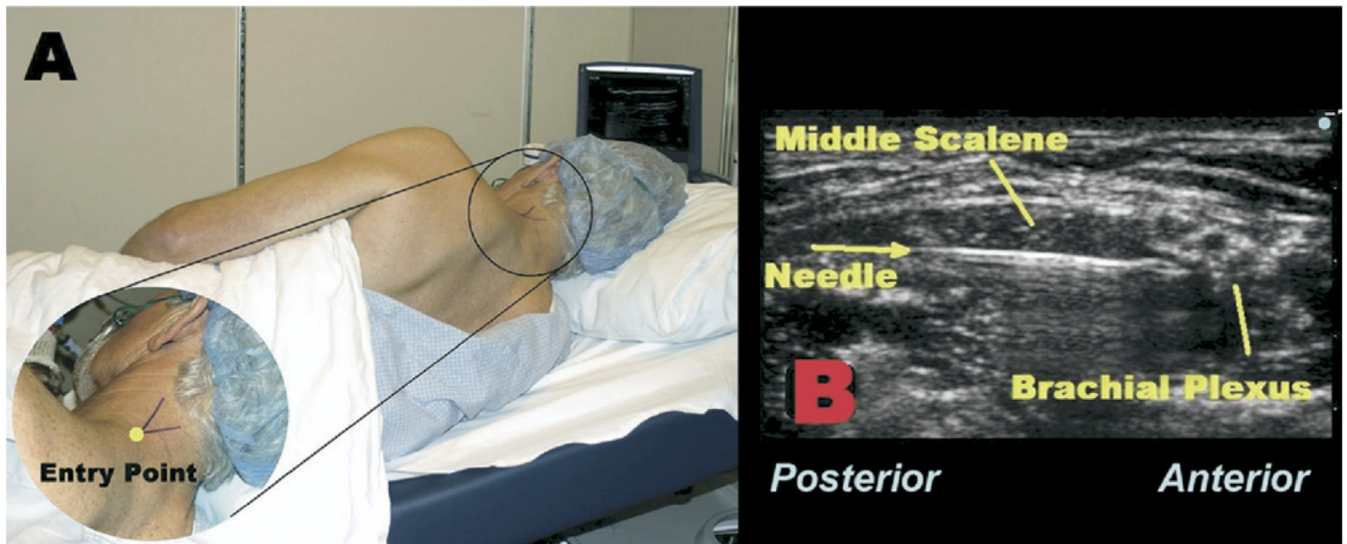 A
Entry Point
Middle Scalene
Needle
Brachial Plexus
B
Posterior
Anterior